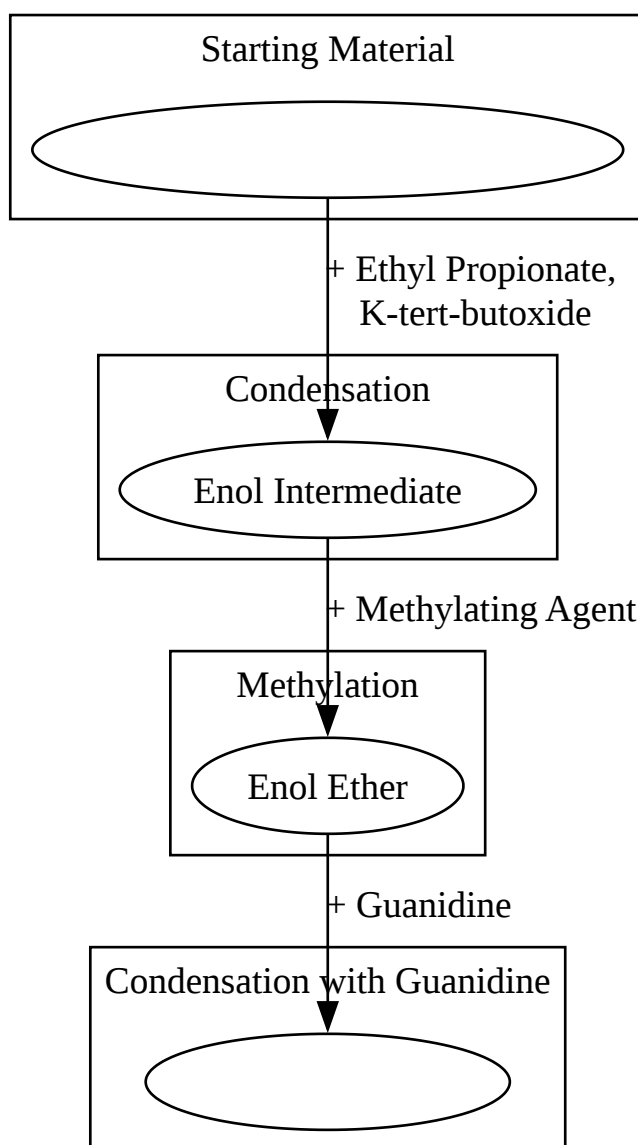 Starting Material
+ Ethyl Propionate,
K-tert-butoxide
Condensation
Enol Intermediate
+ Methylating Agent
Methylation
Enol Ether
+ Guanidine
Condensation with Guanidine